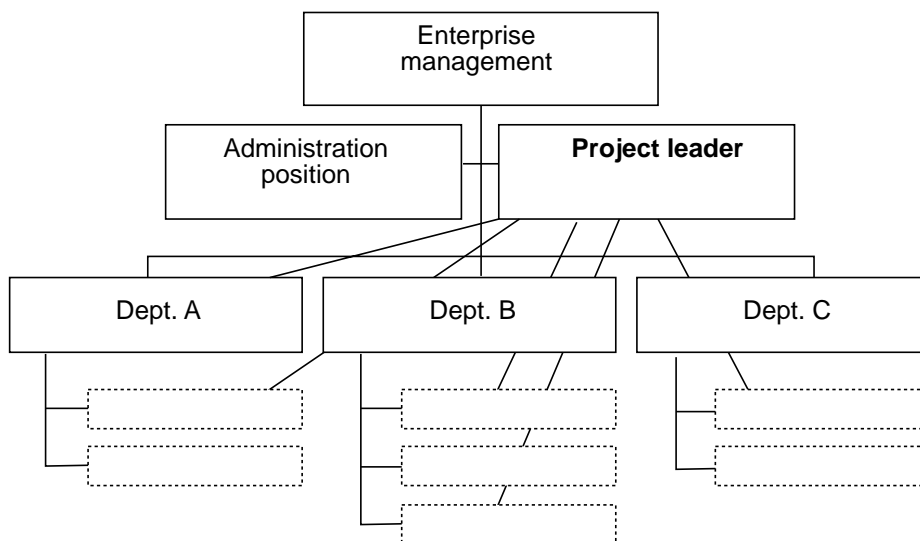 Enterprise
management
Administration
position
Project leader
Dept. A
Dept. B
Dept. C